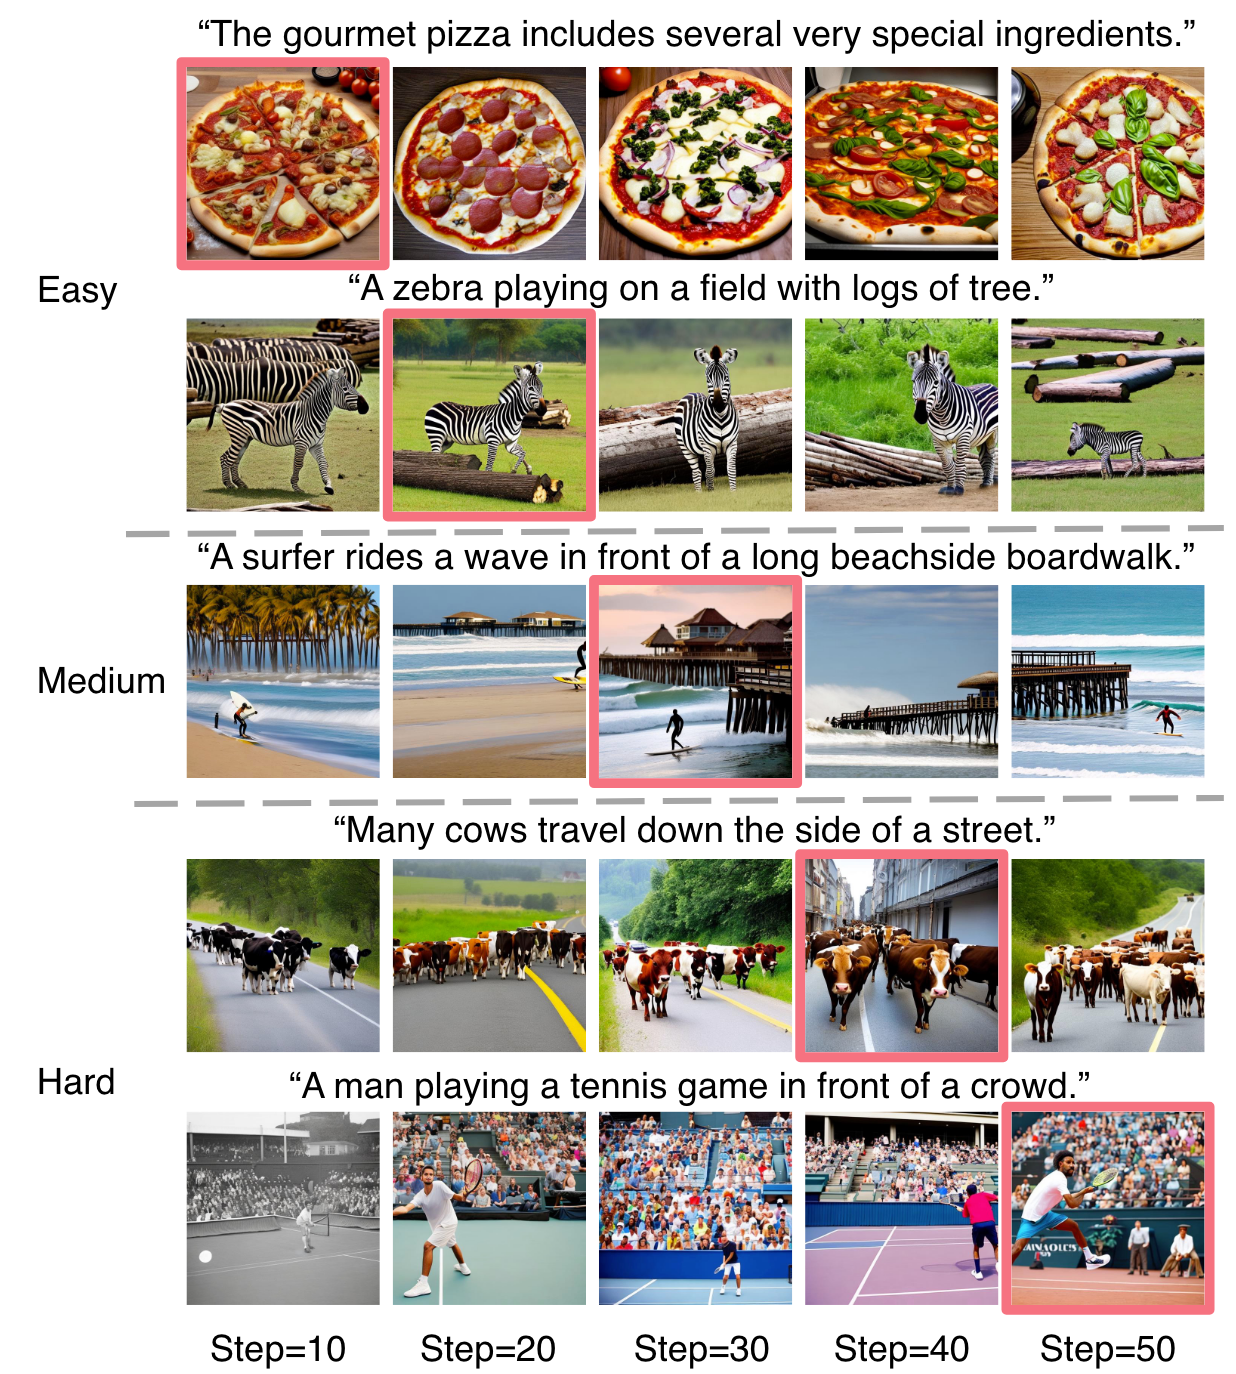 “The gourmet pizza includes several very special ingredients.”
Easy
“A zebra playing on a field with logs of tree.”
“A surfer rides a wave in front of a long beachside boardwalk.”
Medium
“Many cows travel down the side of a street.”
Hard
“A man playing a tennis game in front of a crowd.”
Step=10 Step=20 Step=30 Step=40 Step=50